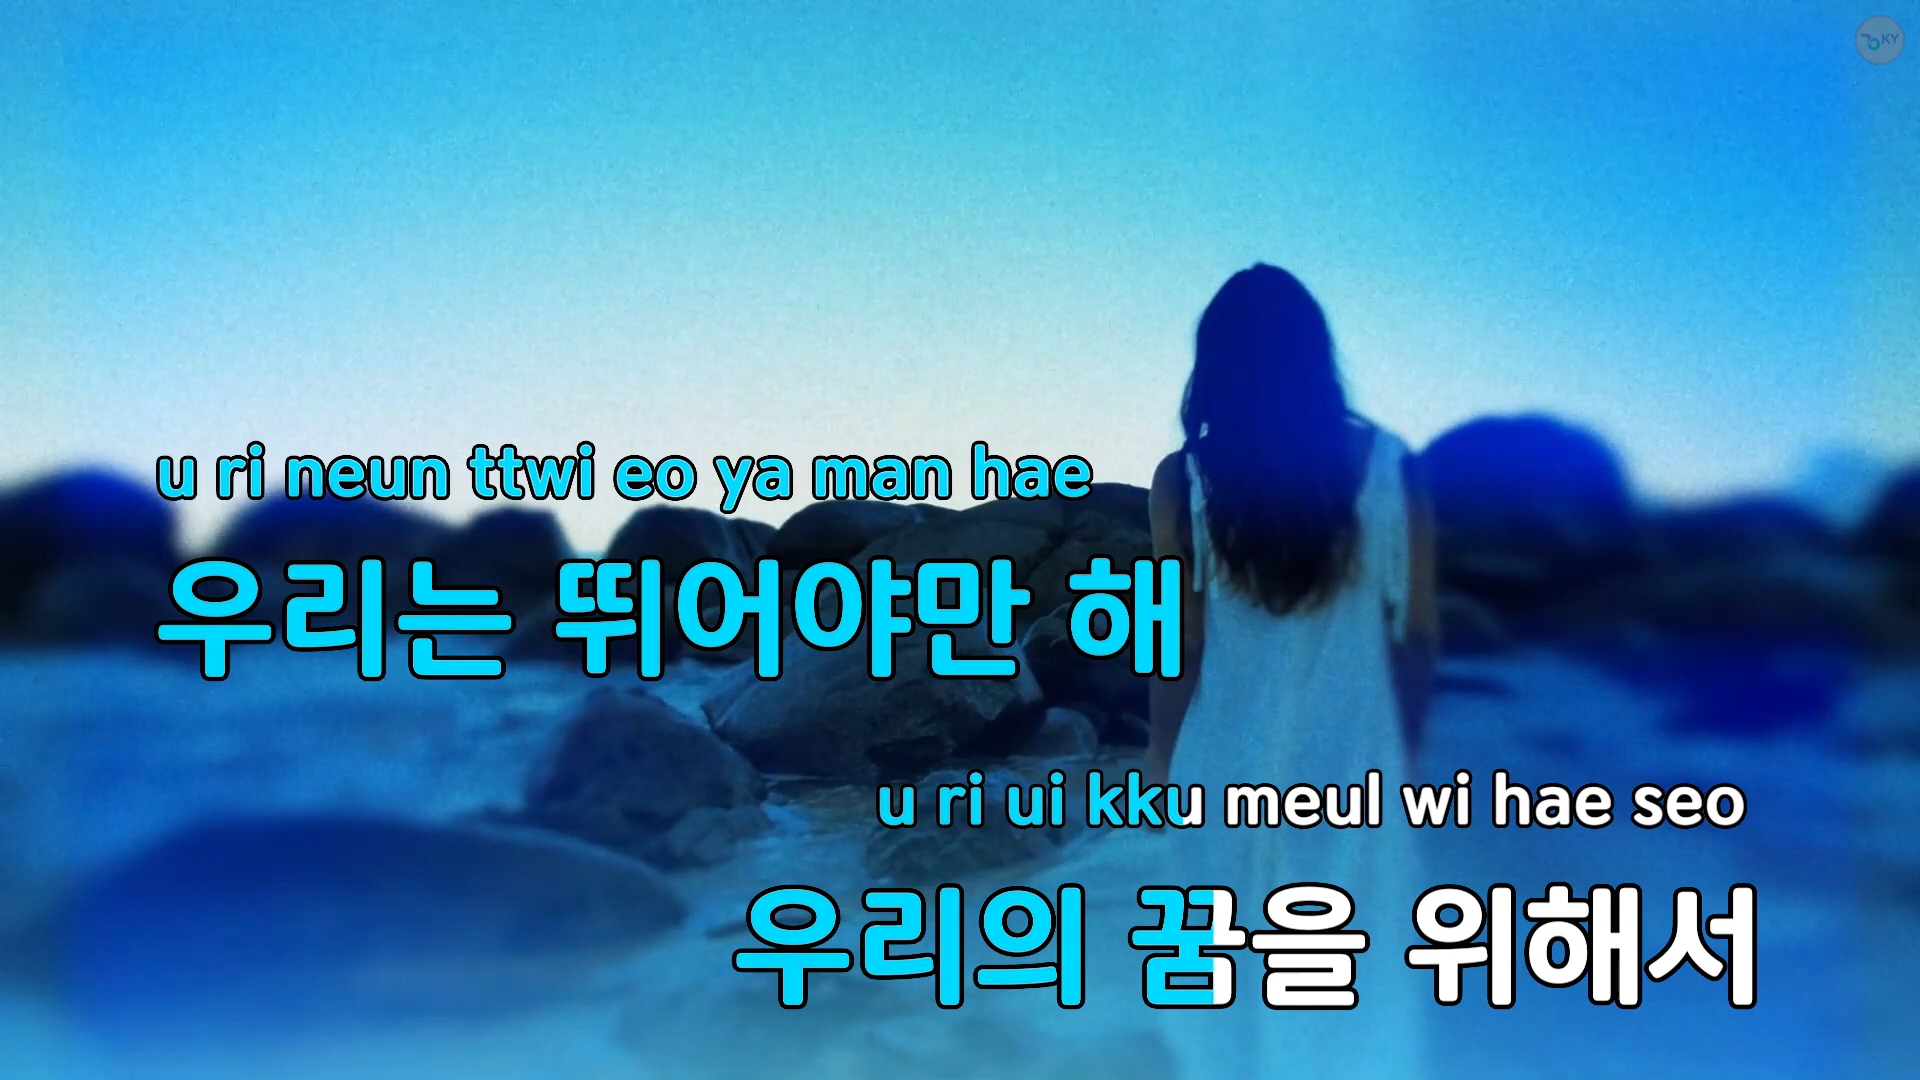 KY
u ri neun ttwi eo ya man hae
우리는 뛰어야만 해
u ri ui kku meul wi hae seo
우리의 꿈을 위해서